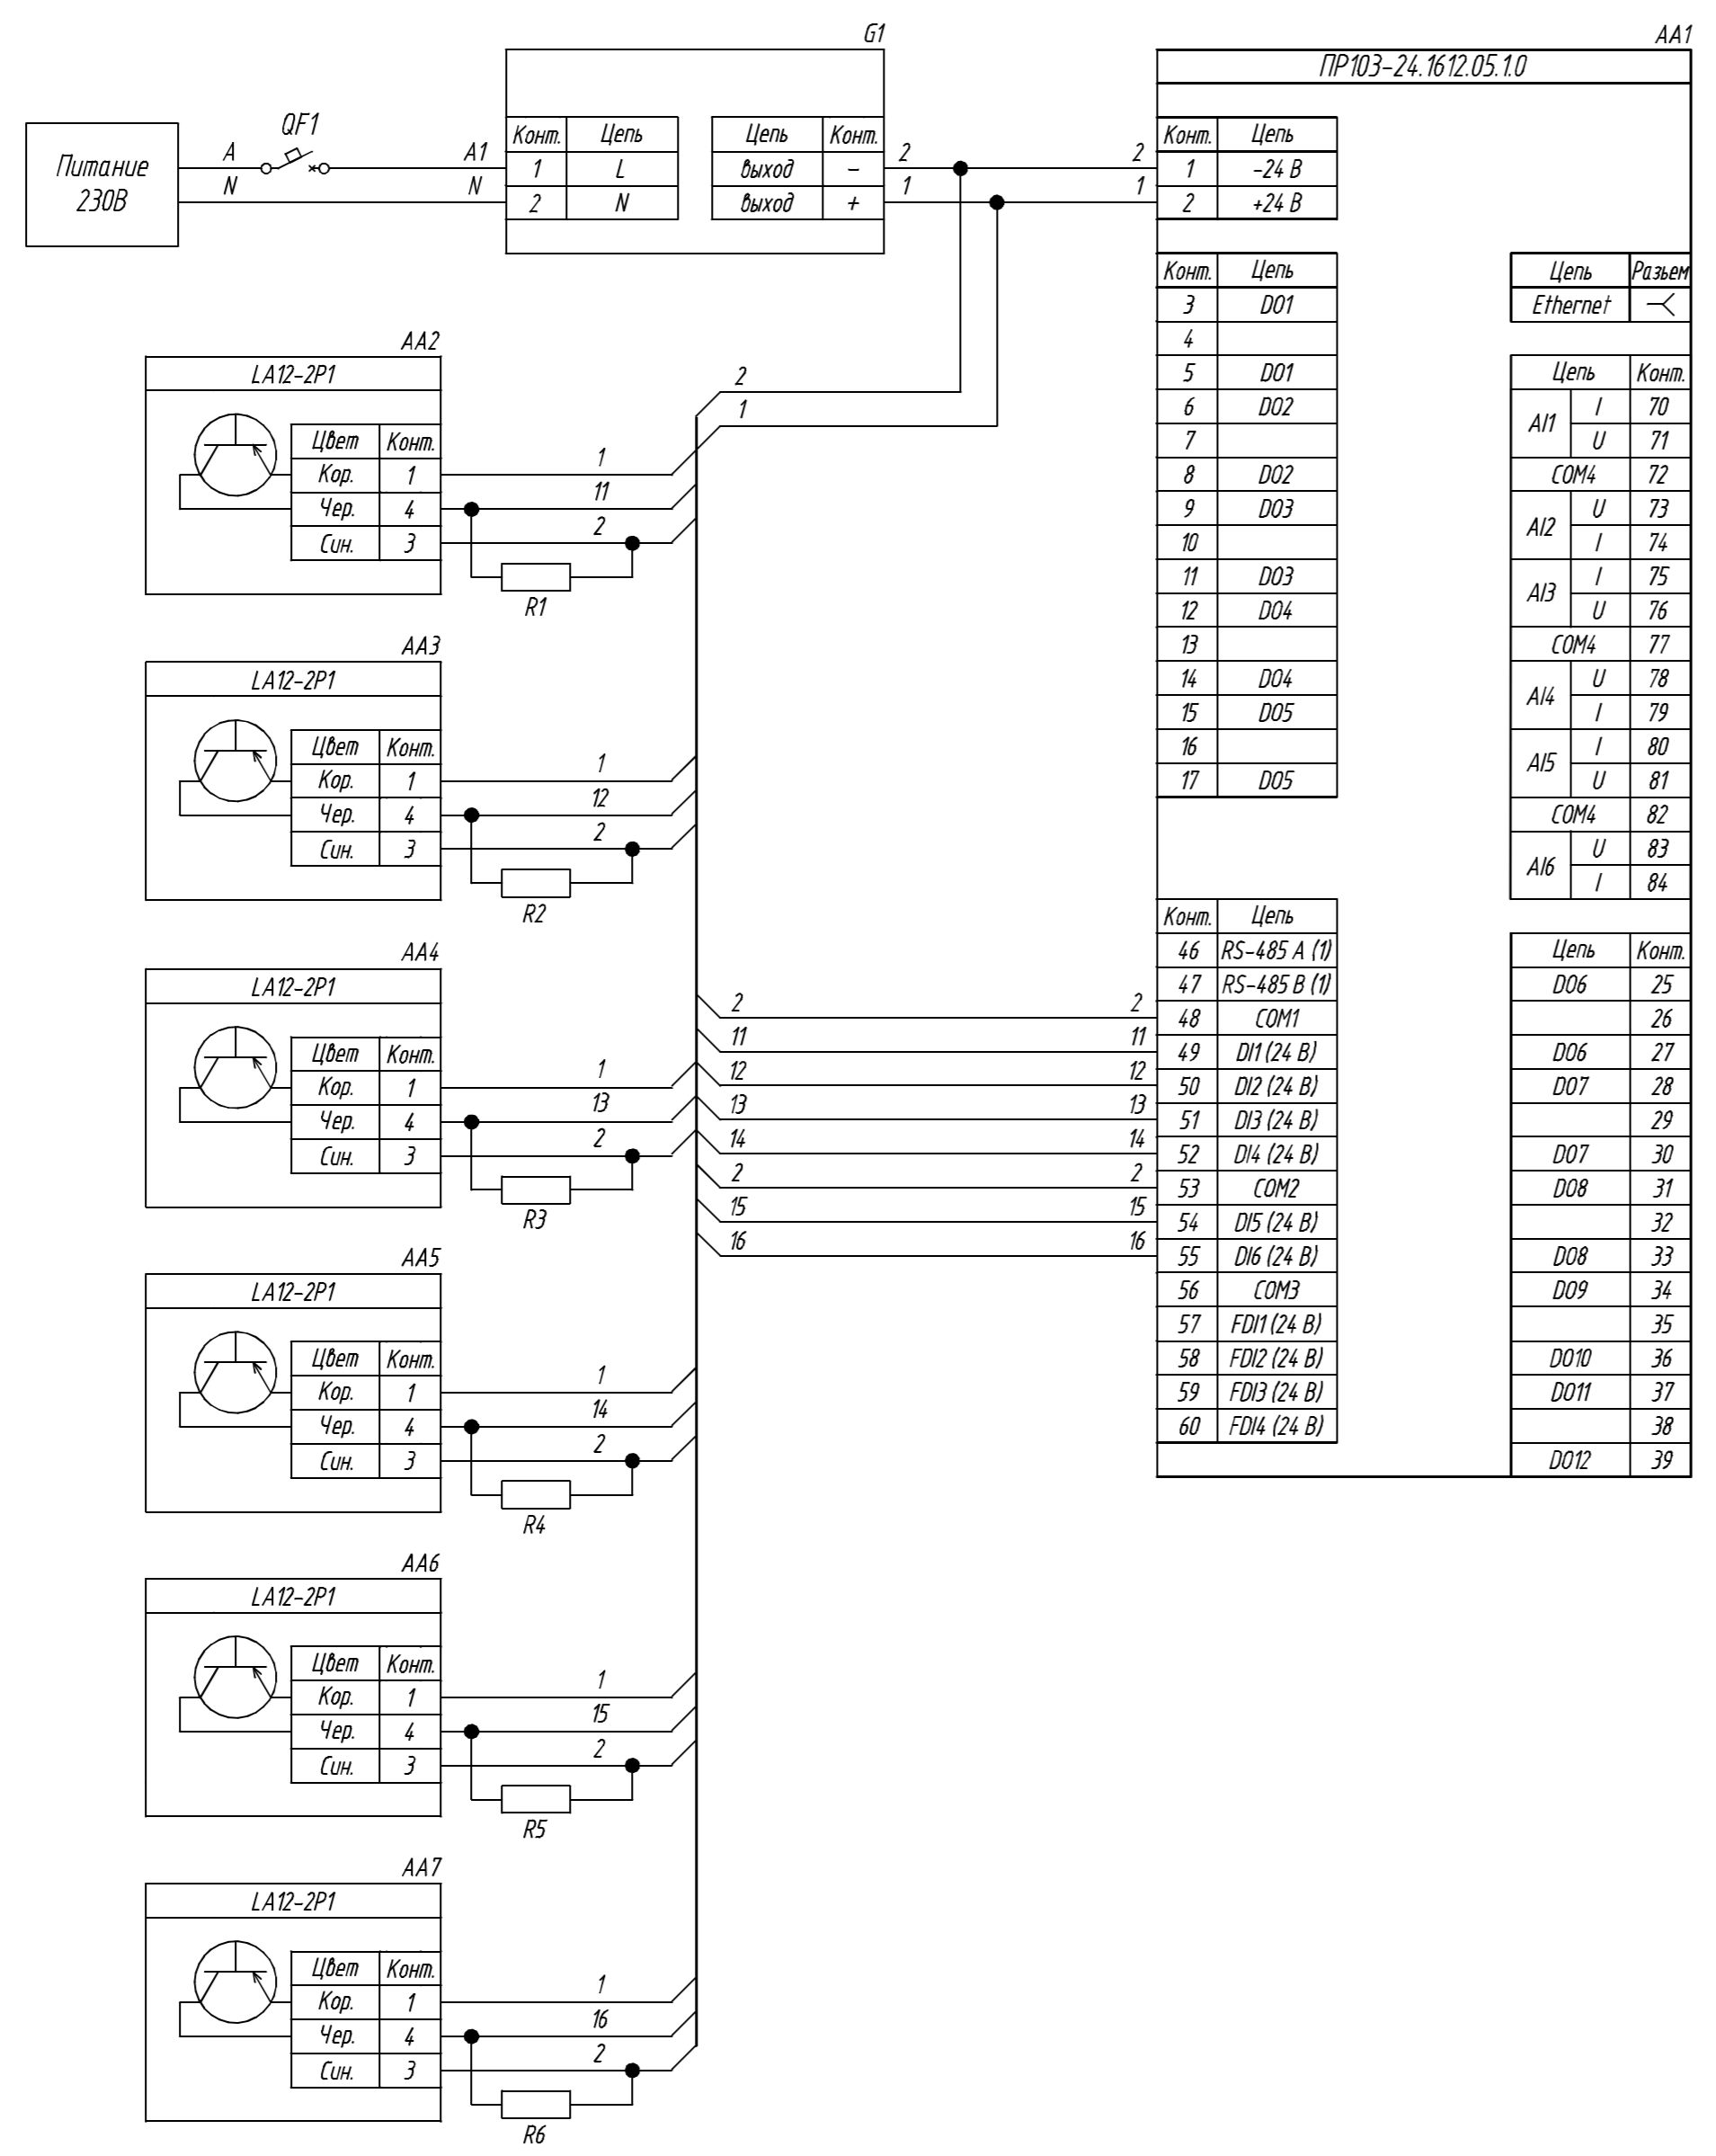 G1
AA1
ПР103-24.1612.05.1.0
QF1
Питание
230В
A
N
A1
N
Конт. Цепь
1 L
2 N
Цепь Конт.
выход -
выход +
2
1
2
1
Конт. Цепь
1 -24 В
2 +24 В
Конт. Цепь
3 DO1
4
5 DO1
6 DO2
7
8 DO2
9 DO3
10
11 DO3
12 DO4
13
14 DO4
15 DO5
16
17 DO5
Цепь Разьем
Ethernet
Цепь Конт.
AI1 I 70
U 71
COM4 72
AI2 U 73
I 74
AI3 I 75
U 76
COM4 77
AI4 U 78
I 79
AI5 I 80
U 81
COM4 82
AI6 U 83
I 84
2
1
AA2
LA12-2P1
Цвет Конт.
Кор. 1
Чер. 4
Син. 3
1
11
2
R1
AA3
LA12-2P1
Цвет Конт.
Кор. 1
Чер. 4
Син. 3
1
12
2
R2
AA4
LA12-2P1
Цвет Конт.
Кор. 1
Чер. 4
Син. 3
1
13
2
R3
AA5
LA12-2P1
Цвет Конт.
Кор. 1
Чер. 4
Син. 3
1
14
2
R4
AA6
LA12-2P1
Цвет Конт.
Кор. 1
Чер. 4
Син. 3
1
15
2
R5
AA7
LA12-2P1
Цвет Конт.
Кор. 1
Чер. 4
Син. 3
1
16
2
R6
2 2
11 11
12 12
13 13
14 14
2 2
15 15
16 16
Конт. Цепь
46 RS-485 A (1)
47 RS-485 B (1)
48 COM1
49 DI1 (24 В)
50 DI2 (24 В)
51 DI3 (24 В)
52 DI4 (24 В)
53 COM2
54 DI5 (24 В)
55 DI6 (24 В)
56 COM3
57 FDI1 (24 В)
58 FDI2 (24 В)
59 FDI3 (24 В)
60 FDI4 (24 В)
Цепь Конт.
DO6 25
26
DO6 27
DO7 28
29
DO7 30
DO8 31
32
DO8 33
DO9 34
35
DO10 36
DO11 37
38
DO12 39